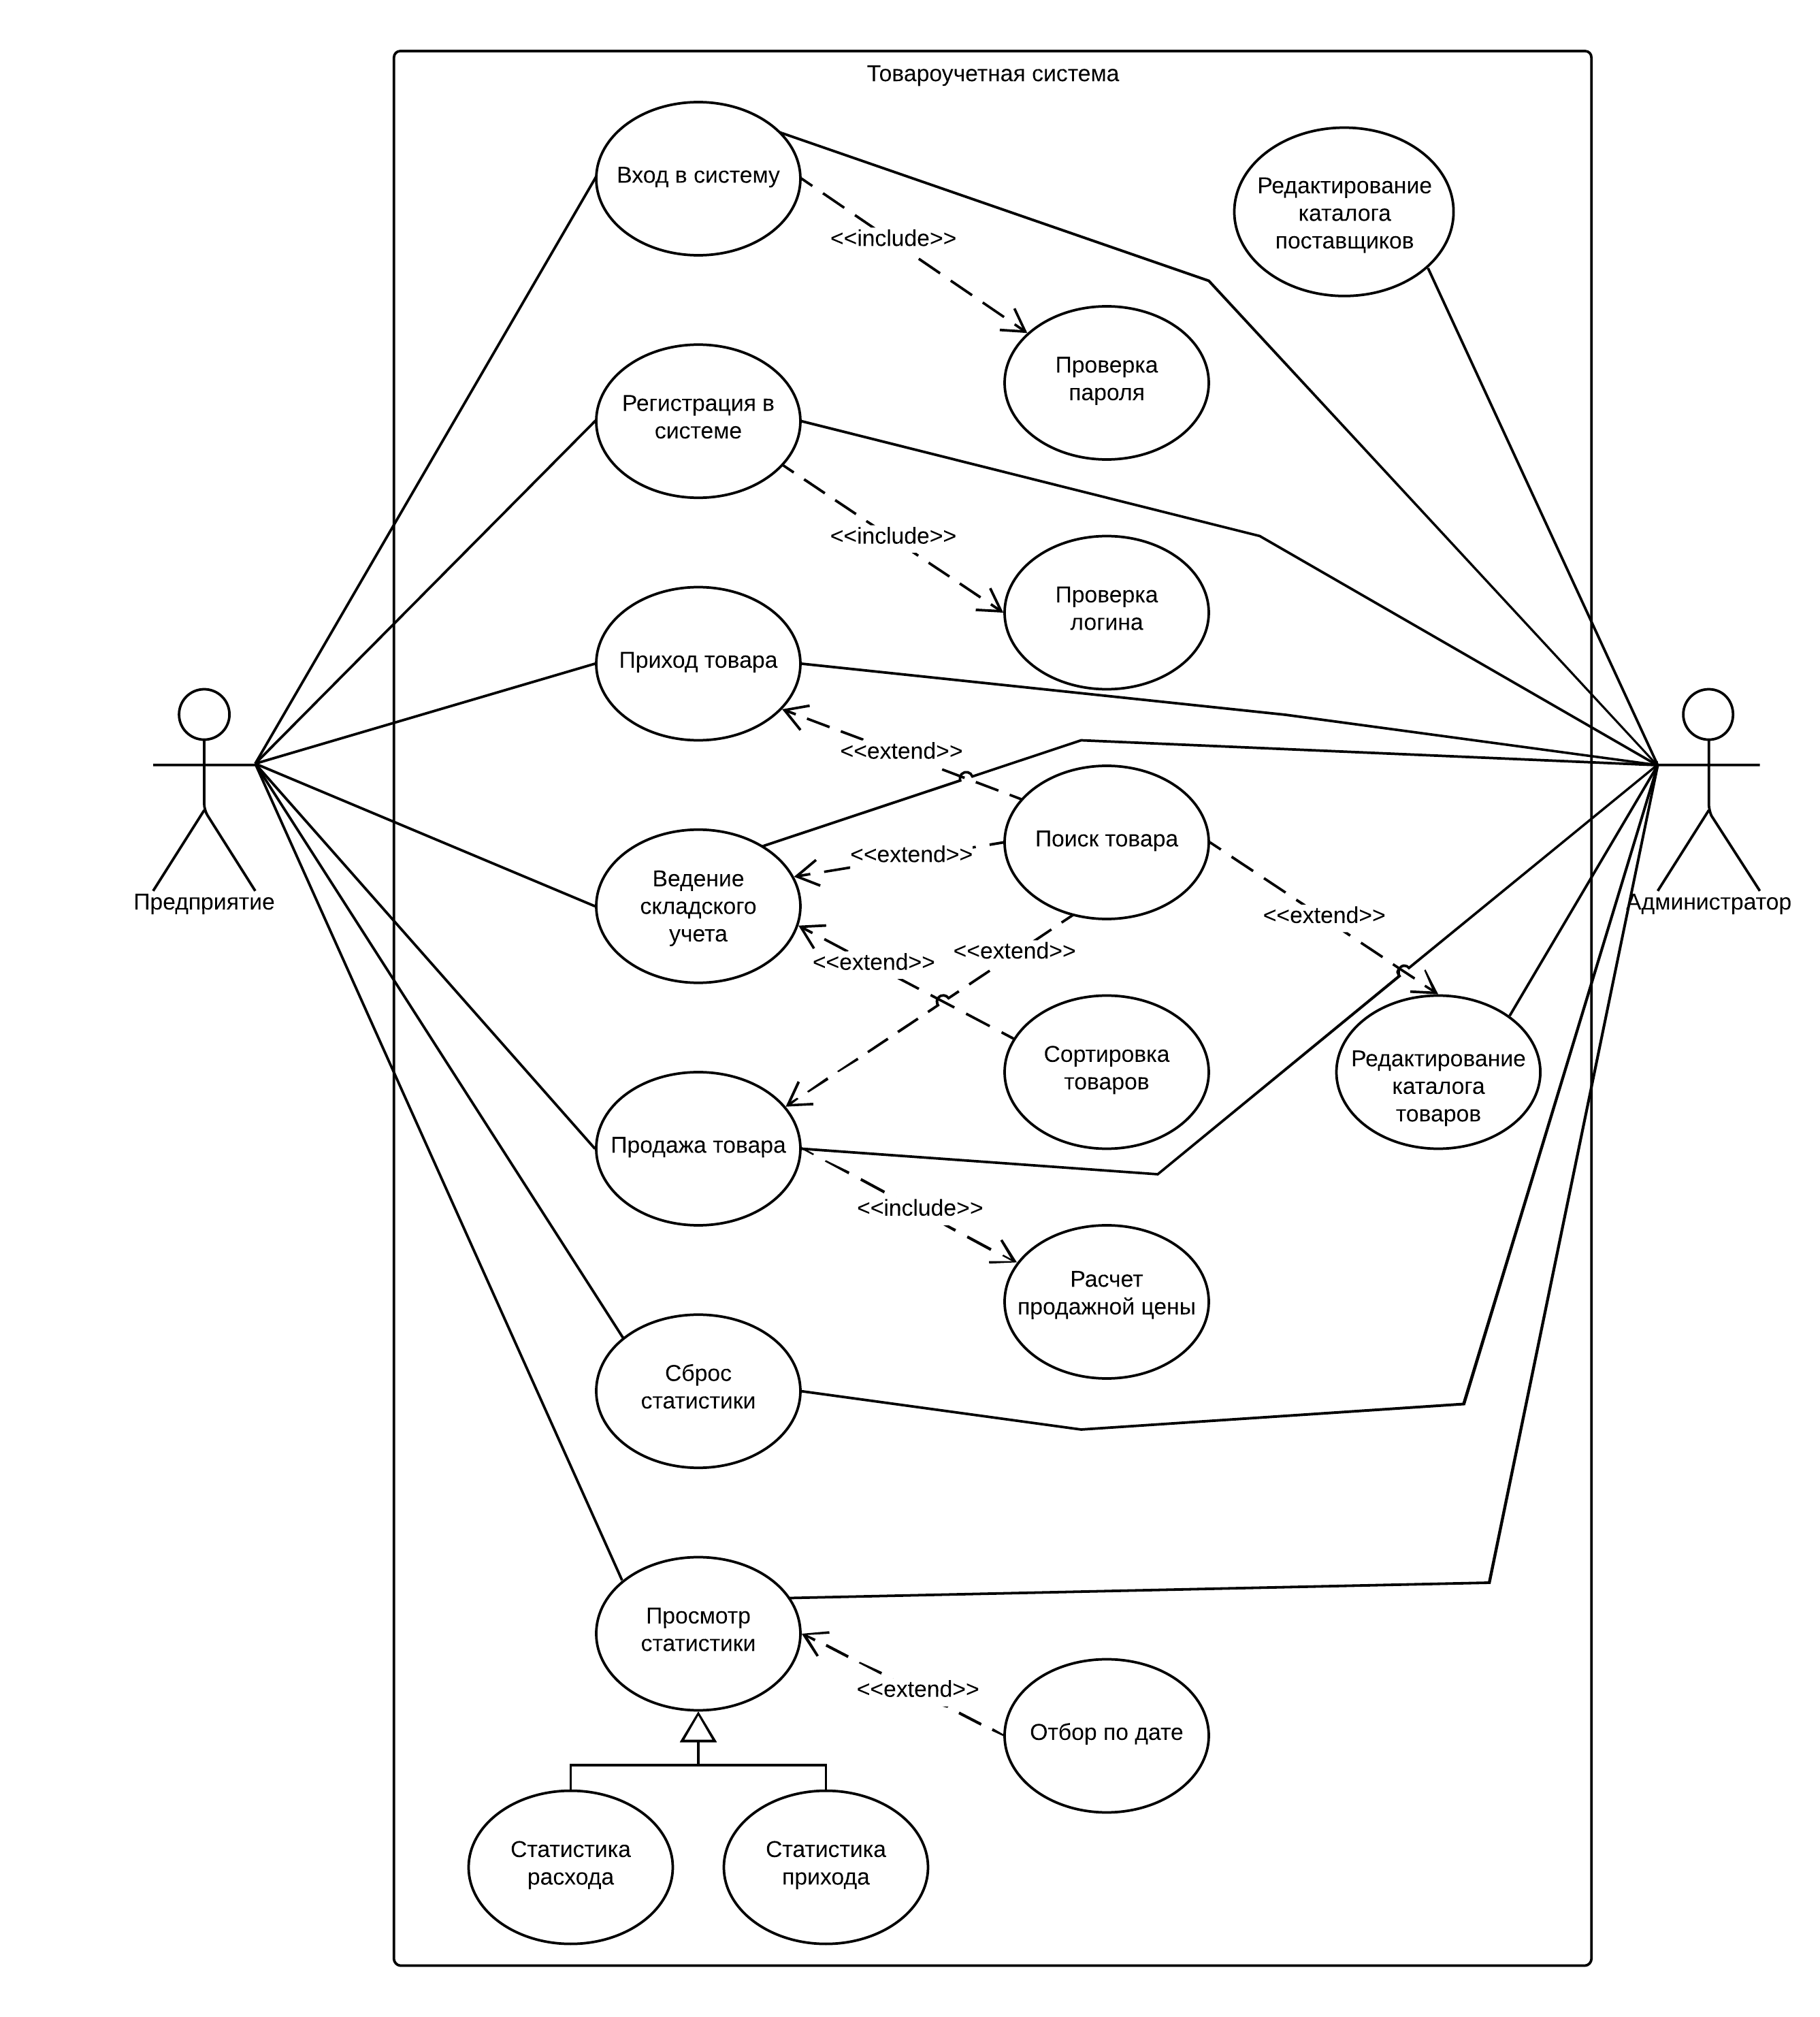 Товароучетная система
Вход в систему
Редактирование
каталога
поставщиков
<<include>>
Проверка
пароля
Регистрация в
системе
<<include>>
Проверка
логина
Приход товара
<<extend>>
Поиск товара
<<extend>>
Ведение
складского
учета
Предприятие
Администратор
<<extend>>
<<extend>>
<<extend>>
Сортировка
товаров
Редактирование
каталога
товаров
Продажа товара
<<include>>
Расчет
продажной цены
Сброс
статистики
Просмотр
статистики
<<extend>>
Отбор по дате
Статистика
расхода
Статистика
прихода